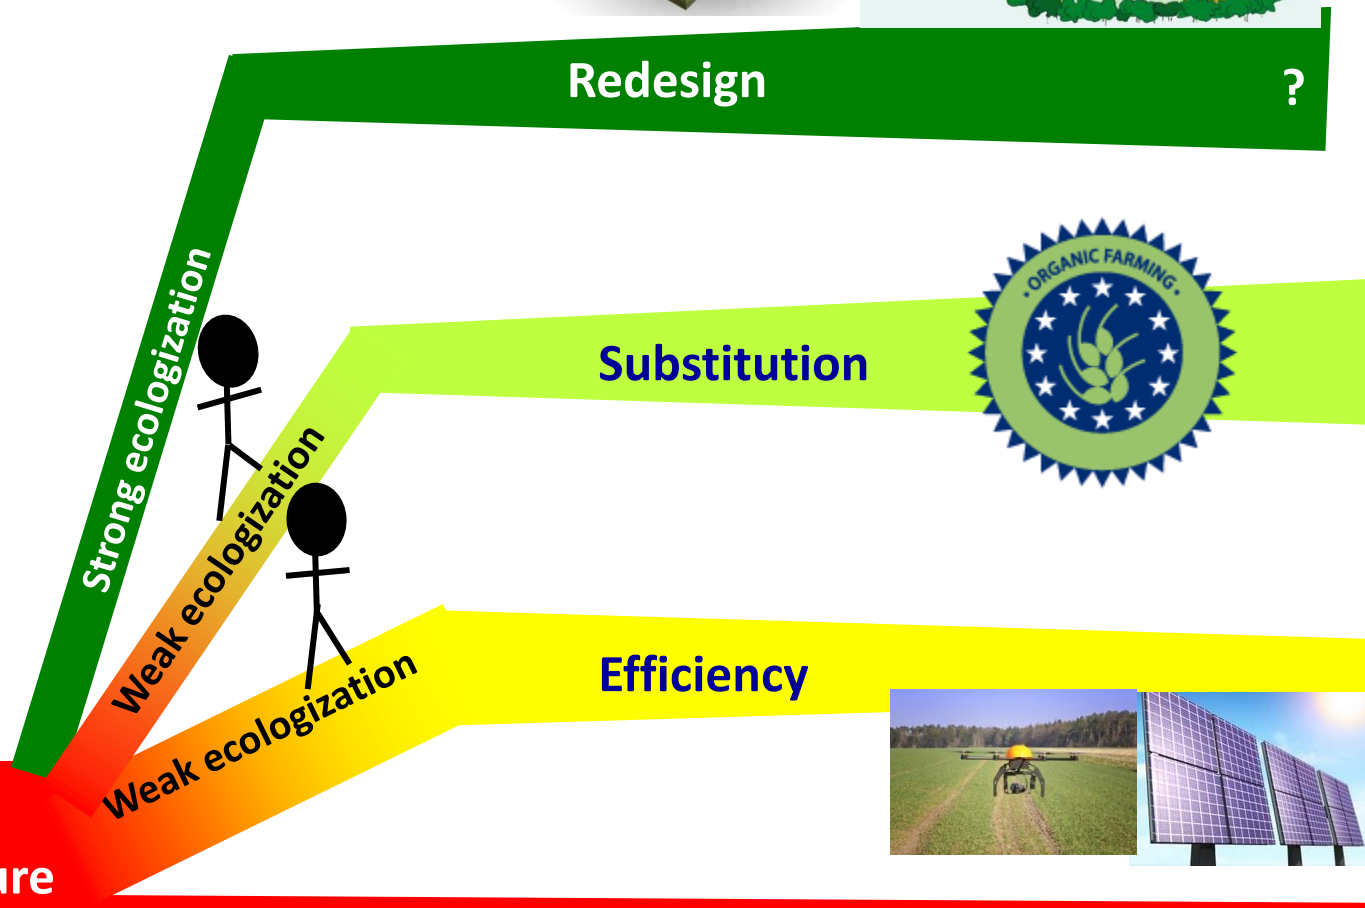 Redesign
?
Strong ecologization
· ORGANIC FARMING ·
Substitution
Weak ecologization
Efficiency
Weak ecologization
ure